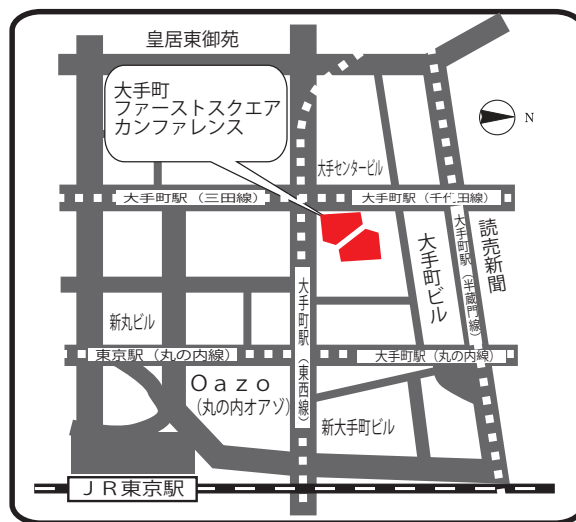 皇居東御苑
大手町
ファーストスクエア
カンファレンス
N
大手センタービル
大手町駅（三田線）
大手町駅（千代田線）
読売新聞
大手町駅（半蔵門線）
大手町ビル
大手町駅（東西線）
新丸ビル
東京駅（丸の内線）
大手町駅（丸の内線）
Ｏａｚｏ
（丸の内オアゾ）
新大手町ビル
ＪＲ東京駅